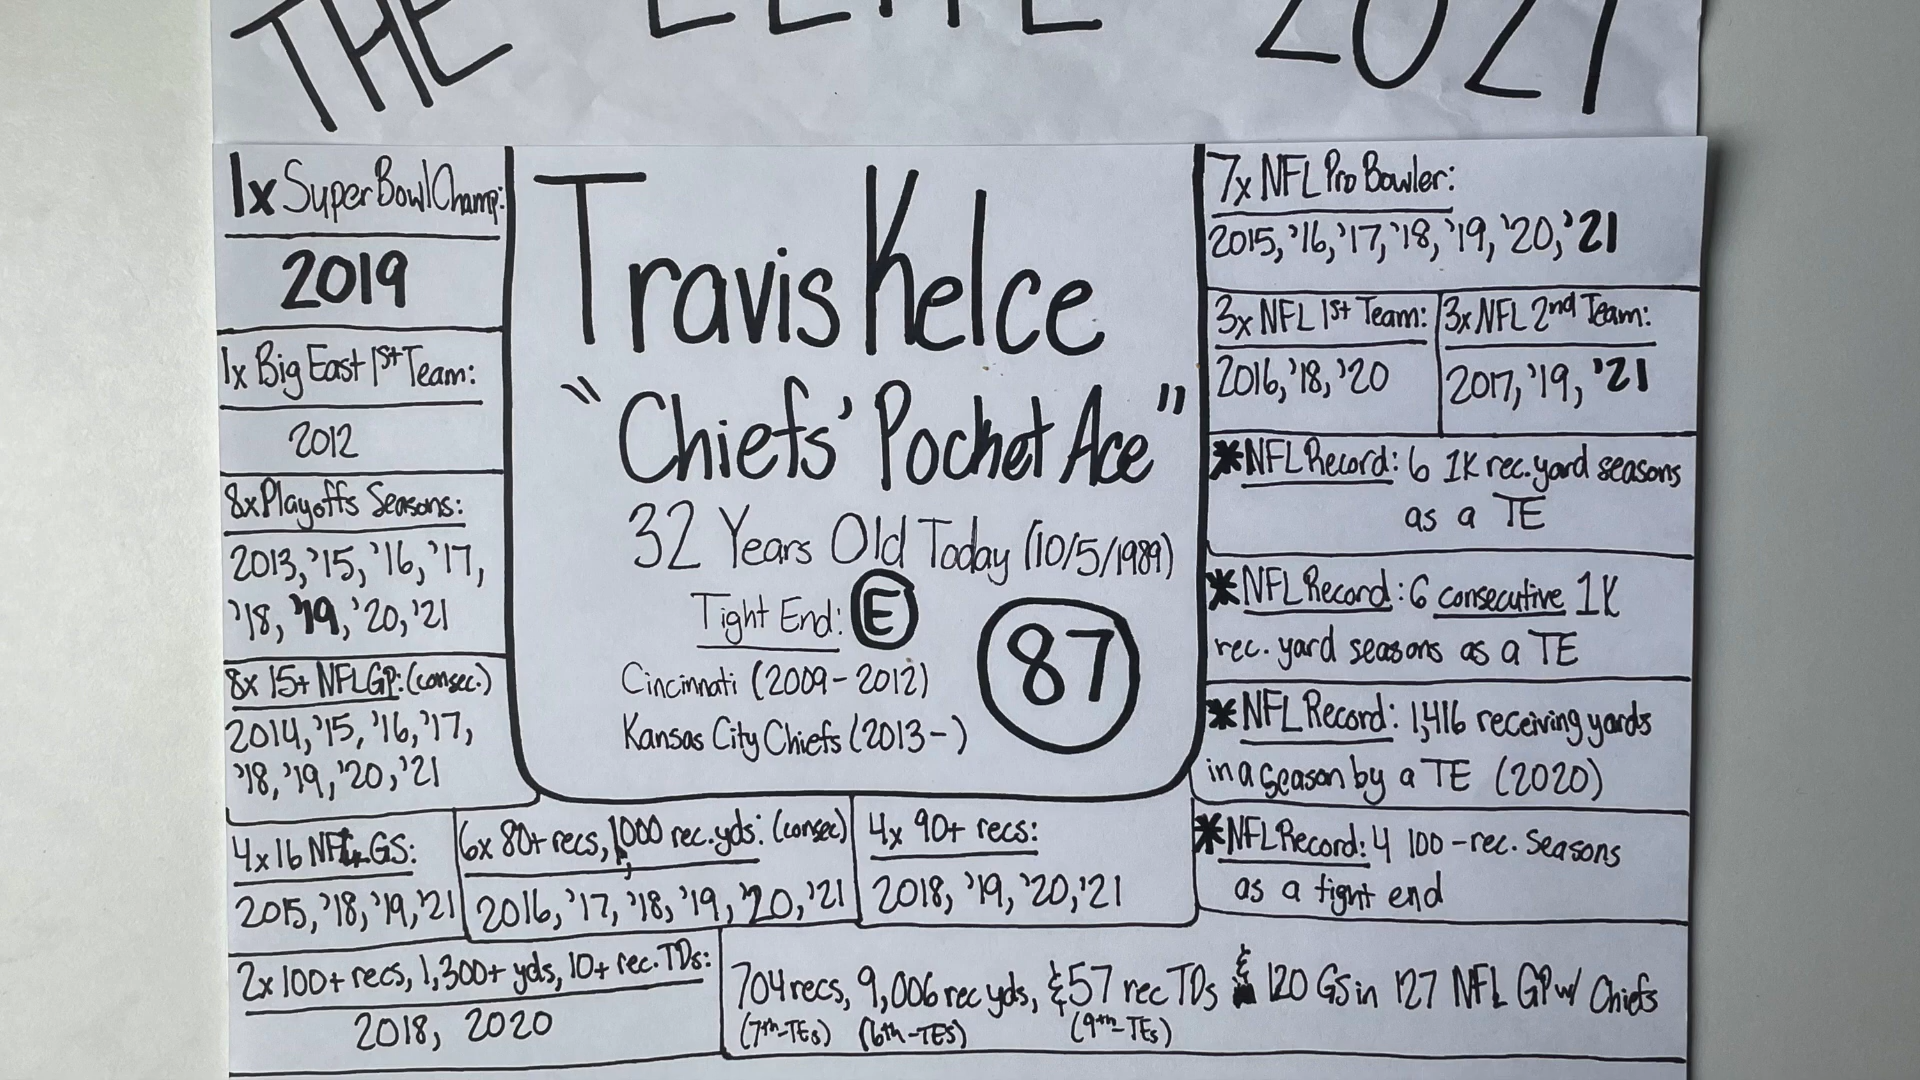 THE ELITE 2021
1x Super Bowl Champ:
2019
1x Big East 1st Team:
2012
8x Playoffs Seasons:
2013, '15, '16, '17,
'18, '19, '20, '21
8x 15+ NFL GP: (consec.)
2014, '15, '16, '17,
'18, '19, '20, '21
Travis Kelce
"Chiefs' Pocket Ace"
32 Years Old Today (10/5/1989)
Tight End: E
87
Cincinnati (2009-2012)
Kansas City Chiefs (2013-)
7x NFL Pro Bowler:
2015, '16, '17, '18, '19, '20, '21
3x NFL 1st Team:
2016, '18, '20
3x NFL 2nd Team:
2017, '19, '21
*NFL Record: 6 1K rec. yard seasons
as a TE
*NFL Record: 6 consecutive 1K
rec. yard seasons as a TE
*NFL Record: 1,416 receiving yards
in a season by a TE (2020)
*NFL Record: 4 100-rec. seasons
as a tight end
4x 16 NFL GS:
2015, '18, '19, '21
6x 80+ recs, 1,000 rec. yds: (consec)
2016, '17, '18, '19, '20, '21
4x 90+ recs:
2018, '19, '20, '21
2x 100+ recs, 1,300+ yds, 10+ rec. TDs:
2018, 2020
704 recs, 9,006 rec yds, & 57 rec TDs & 120 GS in 127 NFL GP w/ Chiefs
(7th-TEs) (6th-TEs) (9th-TEs)